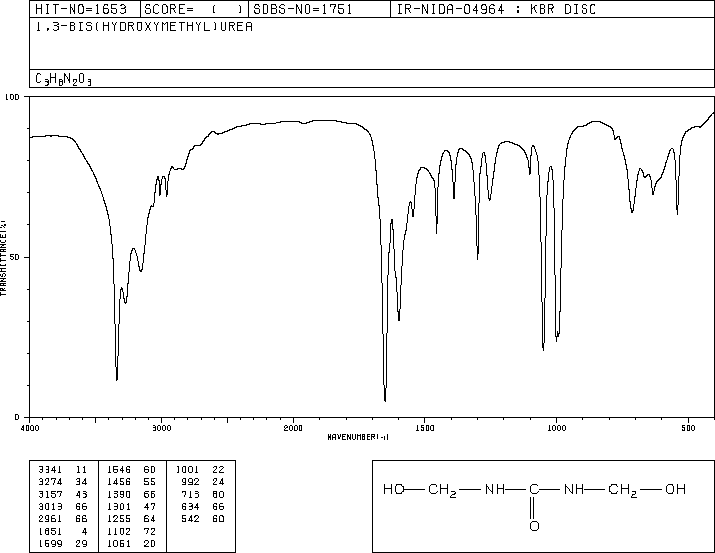 HIT-NO=1653 SCORE= ( ) SDBS-NO=1751 IR-NIDA-04964 : KBR DISC
1,3-BIS(HYDROXYMETHYL)UREA
C3H8N2O3
100
50
0
TRANSMITTANCE(%)
4000 3000 2000 1500 1000 500
WAVENUMBER(-1)
3341 11 1546 60 1001 22
3274 34 1456 55 992 24
3157 43 1390 66 713 60
3013 66 1301 47 634 66
2961 66 1255 64 542 60
1651 4 1102 72
1599 29 1051 20
HO—CH2—NH—C—NH—CH2—OH
O